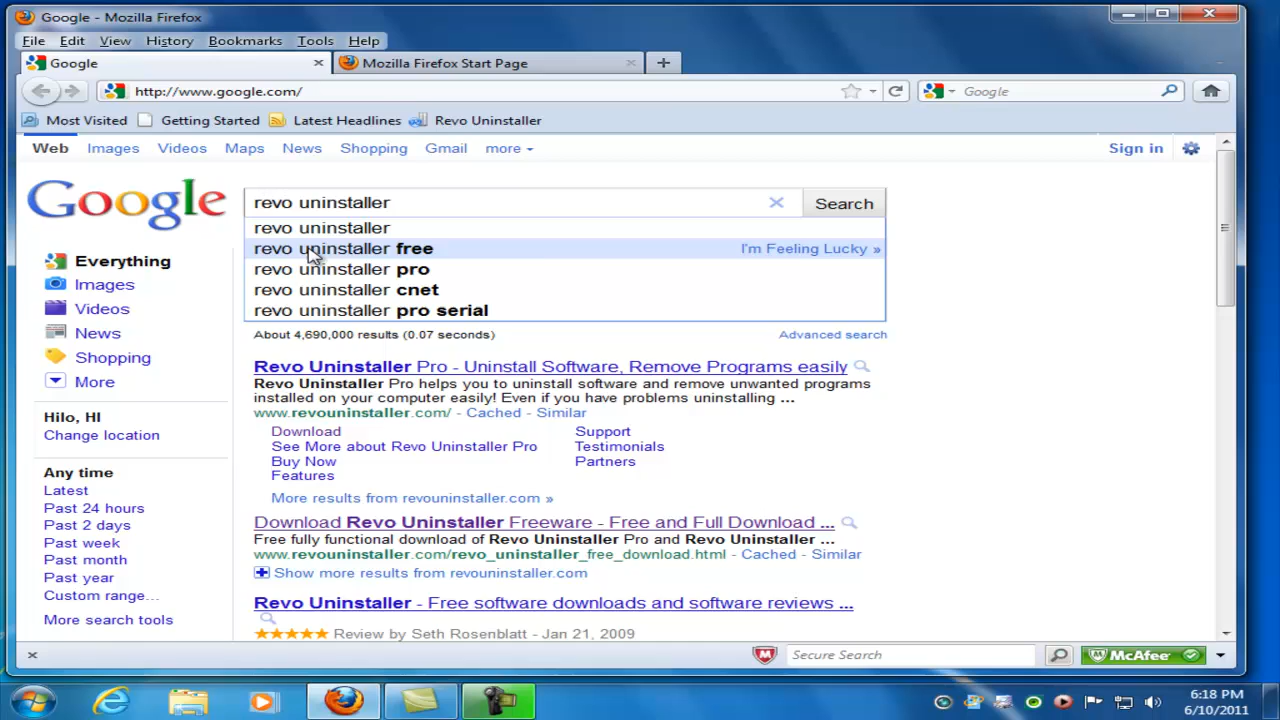 Google - Mozilla Firefox
File Edit View History Bookmarks Tools Help
Google
Mozilla Firefox Start Page
http://www.google.com/
Google
Most Visited Getting Started Latest Headlines Revo Uninstaller
Web Images Videos Maps News Shopping Gmail more
Sign in
Google
revo uninstaller
Search
revo uninstaller
revo uninstaller free
I'm Feeling Lucky »
revo uninstaller pro
revo uninstaller cnet
revo uninstaller pro serial
Everything
Images
Videos
News
Shopping
More
Hilo, HI
Change location
Any time
Latest
Past 24 hours
Past 2 days
Past week
Past month
Past year
Custom range...
More search tools
About 4,690,000 results (0.07 seconds)
Advanced search
Revo Uninstaller Pro - Uninstall Software, Remove Programs easily
Revo Uninstaller Pro helps you to uninstall software and remove unwanted programs
installed on your computer easily! Even if you have problems uninstalling ...
www.revouninstaller.com/ - Cached - Similar
Download Support
See More about Revo Uninstaller Pro Testimonials
Buy Now Partners
Features
More results from revouninstaller.com »
Download Revo Uninstaller Freeware - Free and Full Download ...
Free fully functional download of Revo Uninstaller Pro and Revo Uninstaller ...
www.revouninstaller.com/revo_uninstaller_free_download.html - Cached - Similar
Show more results from revouninstaller.com
Revo Uninstaller - Free software downloads and software reviews ...
Review by Seth Rosenblatt - Jan 21, 2009
Secure Search
McAfee
6:18 PM
6/10/2011